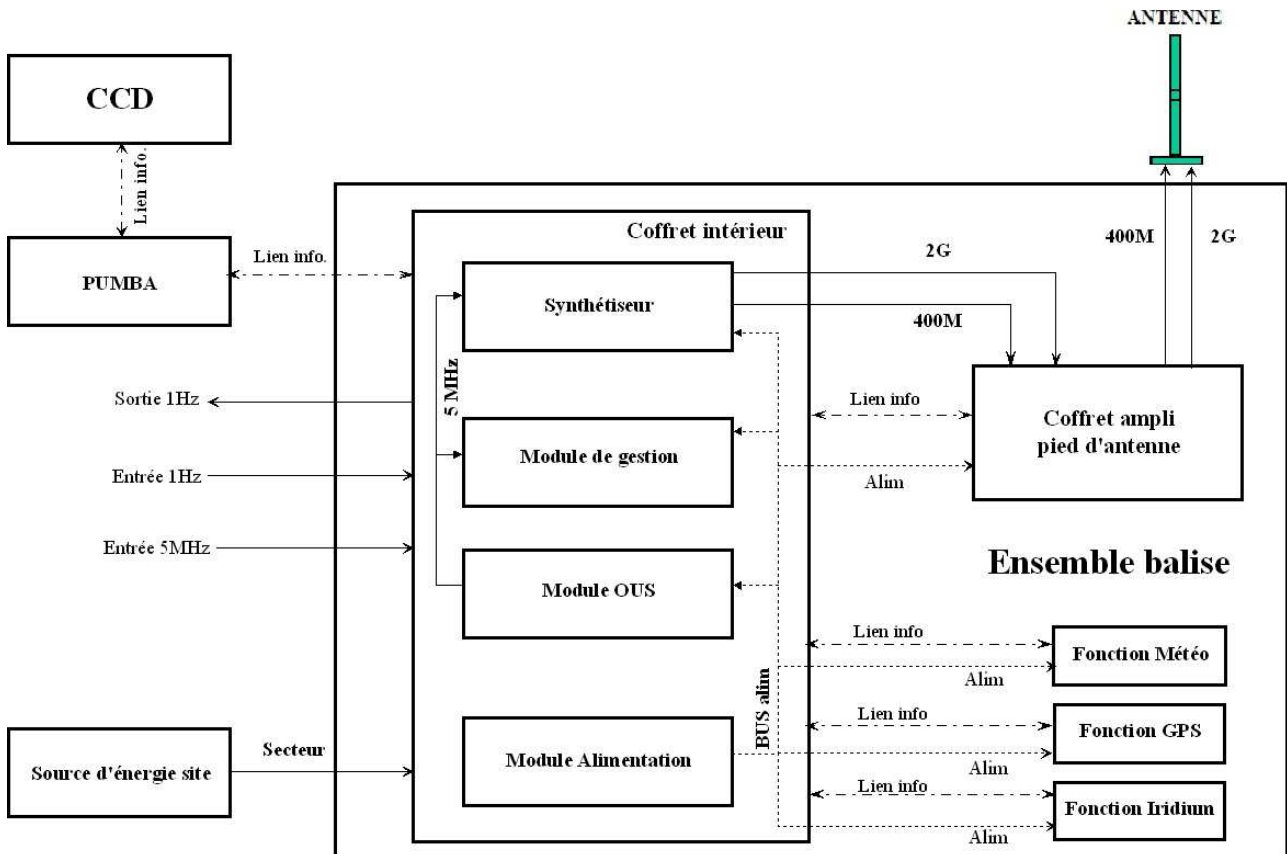 ANTENNE
CCD
Lien info.
PUMBA
Lien info.
Coffret intérieur
400M
2G
2G
Synthétiseur
400M
5 MHz
Sortie 1Hz
Lien info
Coffret ampli
pied d'antenne
Module de gestion
Entrée 1Hz
Alim
Entrée 5MHz
Ensemble balise
Module OUS
Lien info
Fonction Météo
Alim
BUS alim
Lien info
Fonction GPS
Secteur
Source d'énergie site
Module Alimentation
Alim
Lien info
Fonction Iridium
Alim